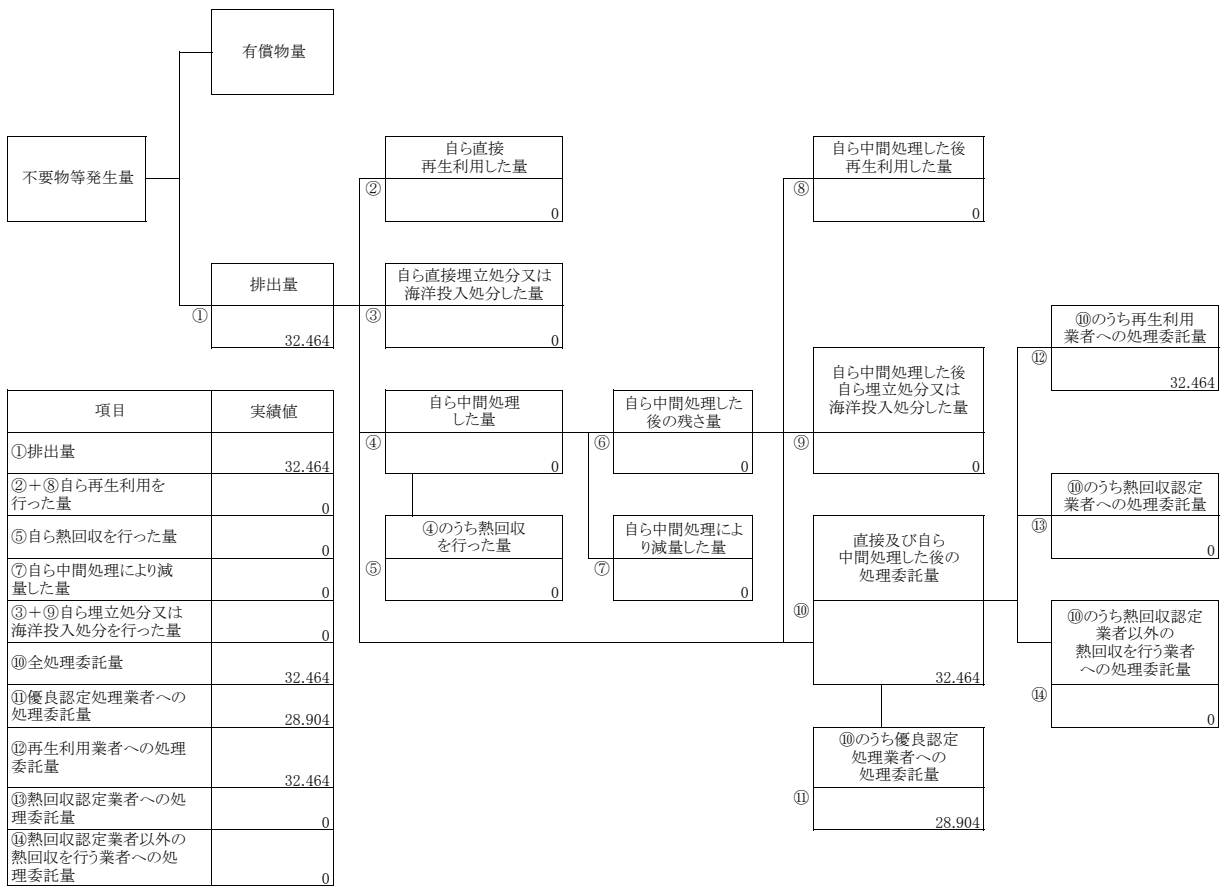 有償物量
不要物等発生量
排出量
①
32.464
自ら直接
再生利用した量
②
0
自ら直接埋立処分又は
海洋投入処分した量
③
0
自ら中間処理
した量
④
0
④のうち熱回収
を行った量
⑤
0
自ら中間処理した
後の残さ量
⑥
0
自ら中間処理によ
り減量した量
⑦
0
自ら中間処理した後
再生利用した量
⑧
0
自ら中間処理した後
自ら埋立処分又は
海洋投入処分した量
⑨
0
直接及び自ら
中間処理した後の
処理委託量
⑩
32.464
⑩のうち優良認定
処理業者への
処理委託量
⑪
28.904
⑩のうち再生利用
業者への処理委託量
⑫
32.464
⑩のうち熱回収認定
業者への処理委託量
⑬
0
⑩のうち熱回収認定
業者以外の
熱回収を行う業者
への処理委託量
⑭
0
項目 実績値
①排出量
32.464
②+⑧自ら再生利用を
行った量
0
⑤自ら熱回収を行った量
0
⑦自ら中間処理により減
量した量
0
③+⑨自ら埋立処分又は
海洋投入処分を行った量
0
⑩全処理委託量
32.464
⑪優良認定処理業者への
処理委託量
28.904
⑫再生利用業者への処理
委託量
32.464
⑬熱回収認定業者への処
理委託量
0
⑭熱回収認定業者以外の
熱回収を行う業者への処
理委託量
0